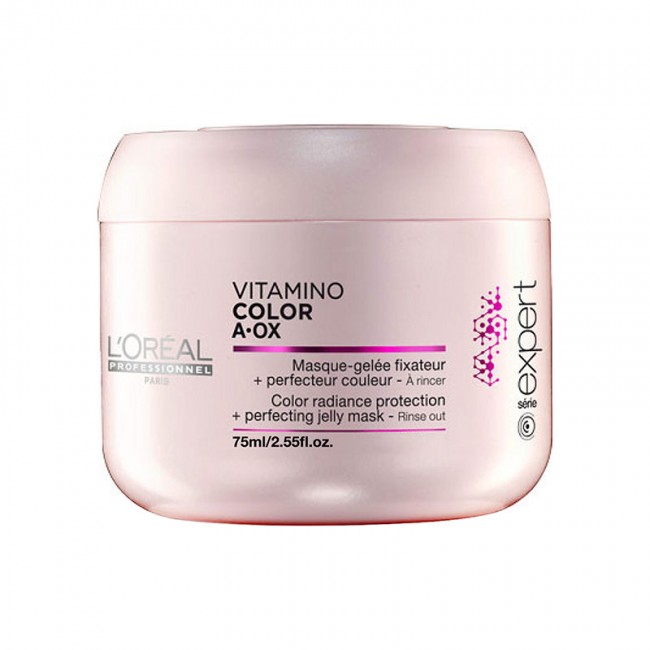 L'ORÉAL
PROFESSIONNEL
PARIS
VITAMINO
COLOR
A•OX
Masque-gelée fixateur
+ perfecteur couleur - À rincer
Color radiance protection
+ perfecting jelly mask - Rinse out
75ml/2.55fl.oz.
série expert